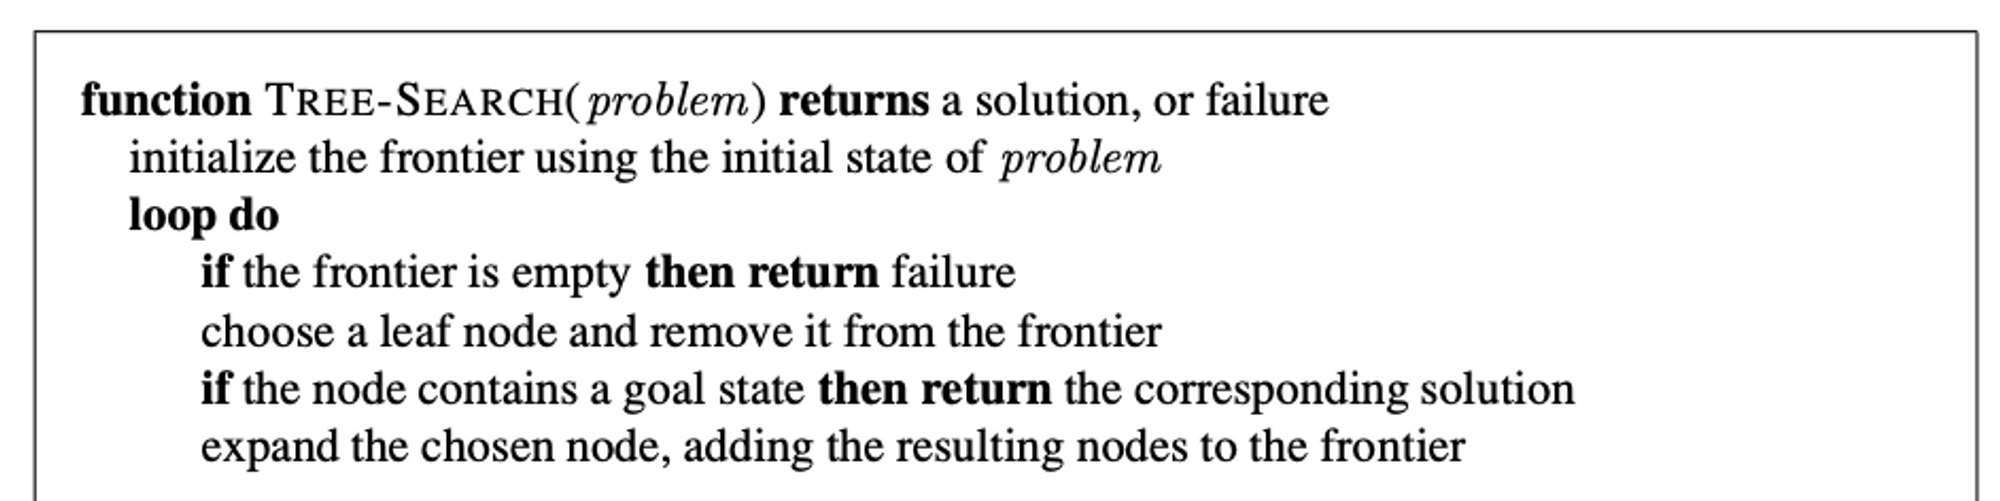 function TREE-SEARCH(problem) returns a solution, or failure
initialize the frontier using the initial state of problem
loop do
if the frontier is empty then return failure
choose a leaf node and remove it from the frontier
if the node contains a goal state then return the corresponding solution
expand the chosen node, adding the resulting nodes to the frontier